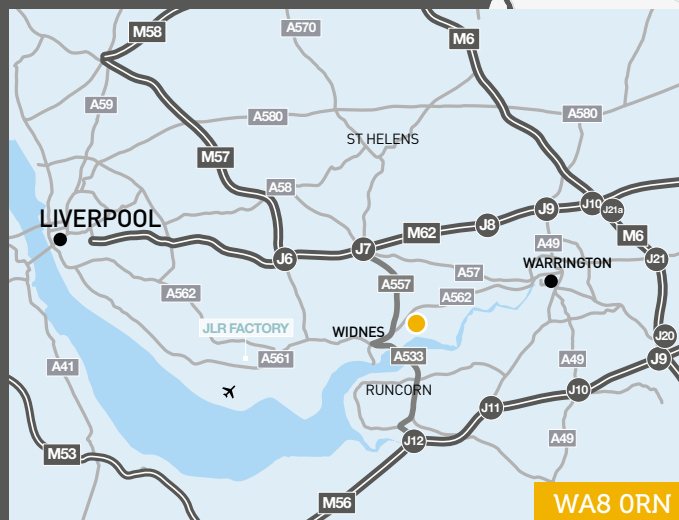 M58
A570
M6
A59
A580
A580
ST HELENS
M57
A58
J9
J10
J21a
LIVERPOOL
M62
J8
M6
J6
J7
A49
J21
A57
WARRINGTON
A557
A562
A562
JLR FACTORY
WIDNES
J20
A533
A561
A49
J9
A41
RUNCORN
J10
J11
J12
A49
M53
M56
WA8 0RN